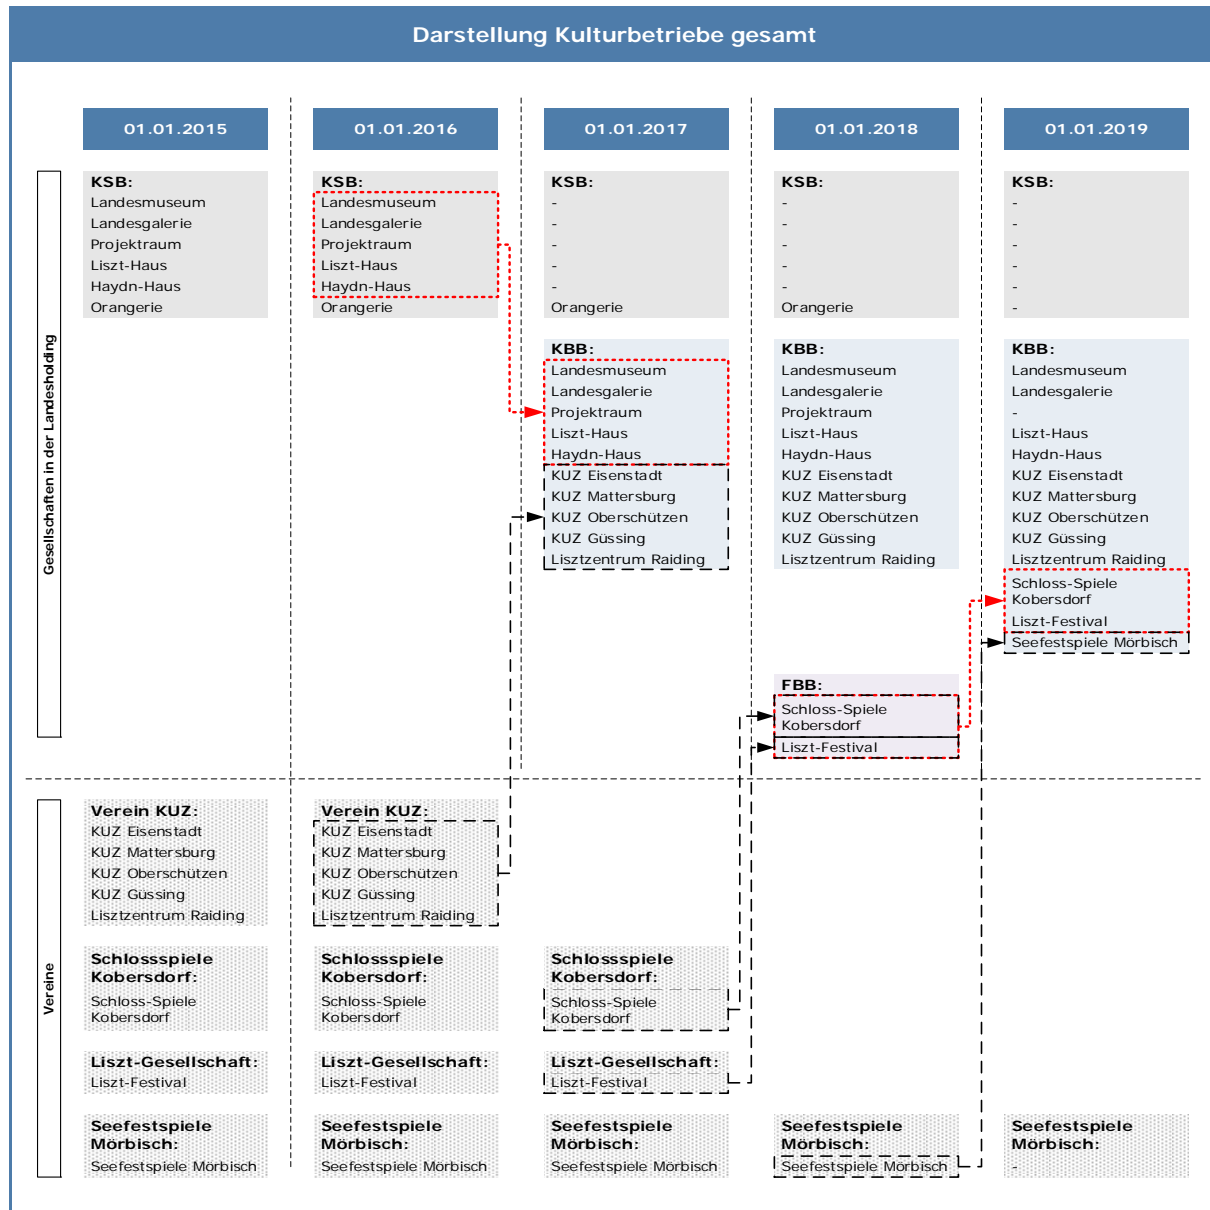 Darstellung Kulturbetriebe gesamt
01.01.2015
01.01.2016
01.01.2017
01.01.2018
01.01.2019
Gesellschaften in der Landesholding
KSB:
Landesmuseum
Landesgalerie
Projektraum
Liszt-Haus
Haydn-Haus
Orangerie
KSB:
Landesmuseum
Landesgalerie
Projektraum
Liszt-Haus
Haydn-Haus
Orangerie
KSB:
-
-
-
-
-
Orangerie
KSB:
-
-
-
-
-
Orangerie
KSB:
-
-
-
-
-
-
KBB:
Landesmuseum
Landesgalerie
Projektraum
Liszt-Haus
Haydn-Haus
KUZ Eisenstadt
KUZ Mattersburg
KUZ Oberschützen
KUZ Güssing
Lisztzentrum Raiding
KBB:
Landesmuseum
Landesgalerie
Projektraum
Liszt-Haus
Haydn-Haus
KUZ Eisenstadt
KUZ Mattersburg
KUZ Oberschützen
KUZ Güssing
Lisztzentrum Raiding
KBB:
Landesmuseum
Landesgalerie
-
Liszt-Haus
Haydn-Haus
KUZ Eisenstadt
KUZ Mattersburg
KUZ Oberschützen
KUZ Güssing
Lisztzentrum Raiding
Schloss-Spiele
Kobersdorf
Liszt-Festival
Seefestspiele Mörbisch
FBB:
Schloss-Spiele
Kobersdorf
Liszt-Festival
Vereine
Verein KUZ:
KUZ Eisenstadt
KUZ Mattersburg
KUZ Oberschützen
KUZ Güssing
Lisztzentrum Raiding
Verein KUZ:
KUZ Eisenstadt
KUZ Mattersburg
KUZ Oberschützen
KUZ Güssing
Lisztzentrum Raiding
Schlossspiele
Kobersdorf:
Schloss-Spiele
Kobersdorf
Schlossspiele
Kobersdorf:
Schloss-Spiele
Kobersdorf
Schlossspiele
Kobersdorf:
Schloss-Spiele
Kobersdorf
Liszt-Gesellschaft:
Liszt-Festival
Liszt-Gesellschaft:
Liszt-Festival
Liszt-Gesellschaft:
Liszt-Festival
Seefestspiele
Mörbisch:
Seefestspiele Mörbisch
Seefestspiele
Mörbisch:
Seefestspiele Mörbisch
Seefestspiele
Mörbisch:
Seefestspiele Mörbisch
Seefestspiele
Mörbisch:
Seefestspiele Mörbisch
Seefestspiele
Mörbisch:
-